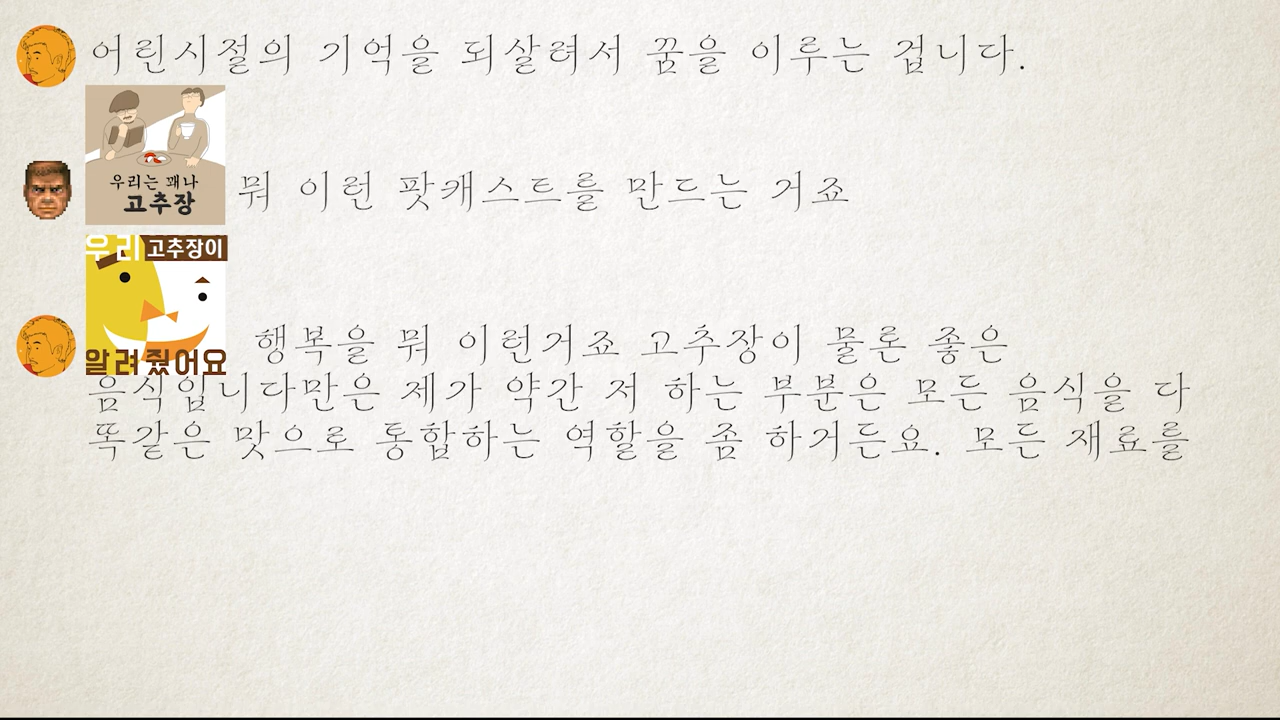 어린시절의 기억을 되살려서 꿈을 이루는 겁니다.
우리는 꽤나
고추장
뭐 이런 팟캐스트를 만드는 거죠
우리 고추장이
알려줬어요
행복을 뭐 이런거죠 고추장이 물론 좋은
음식입니다만은 제가 약간 저 하는 부분은 모든 음식을 다
똑같은 맛으로 통합하는 역할을 좀 하거든요. 모든 재료를